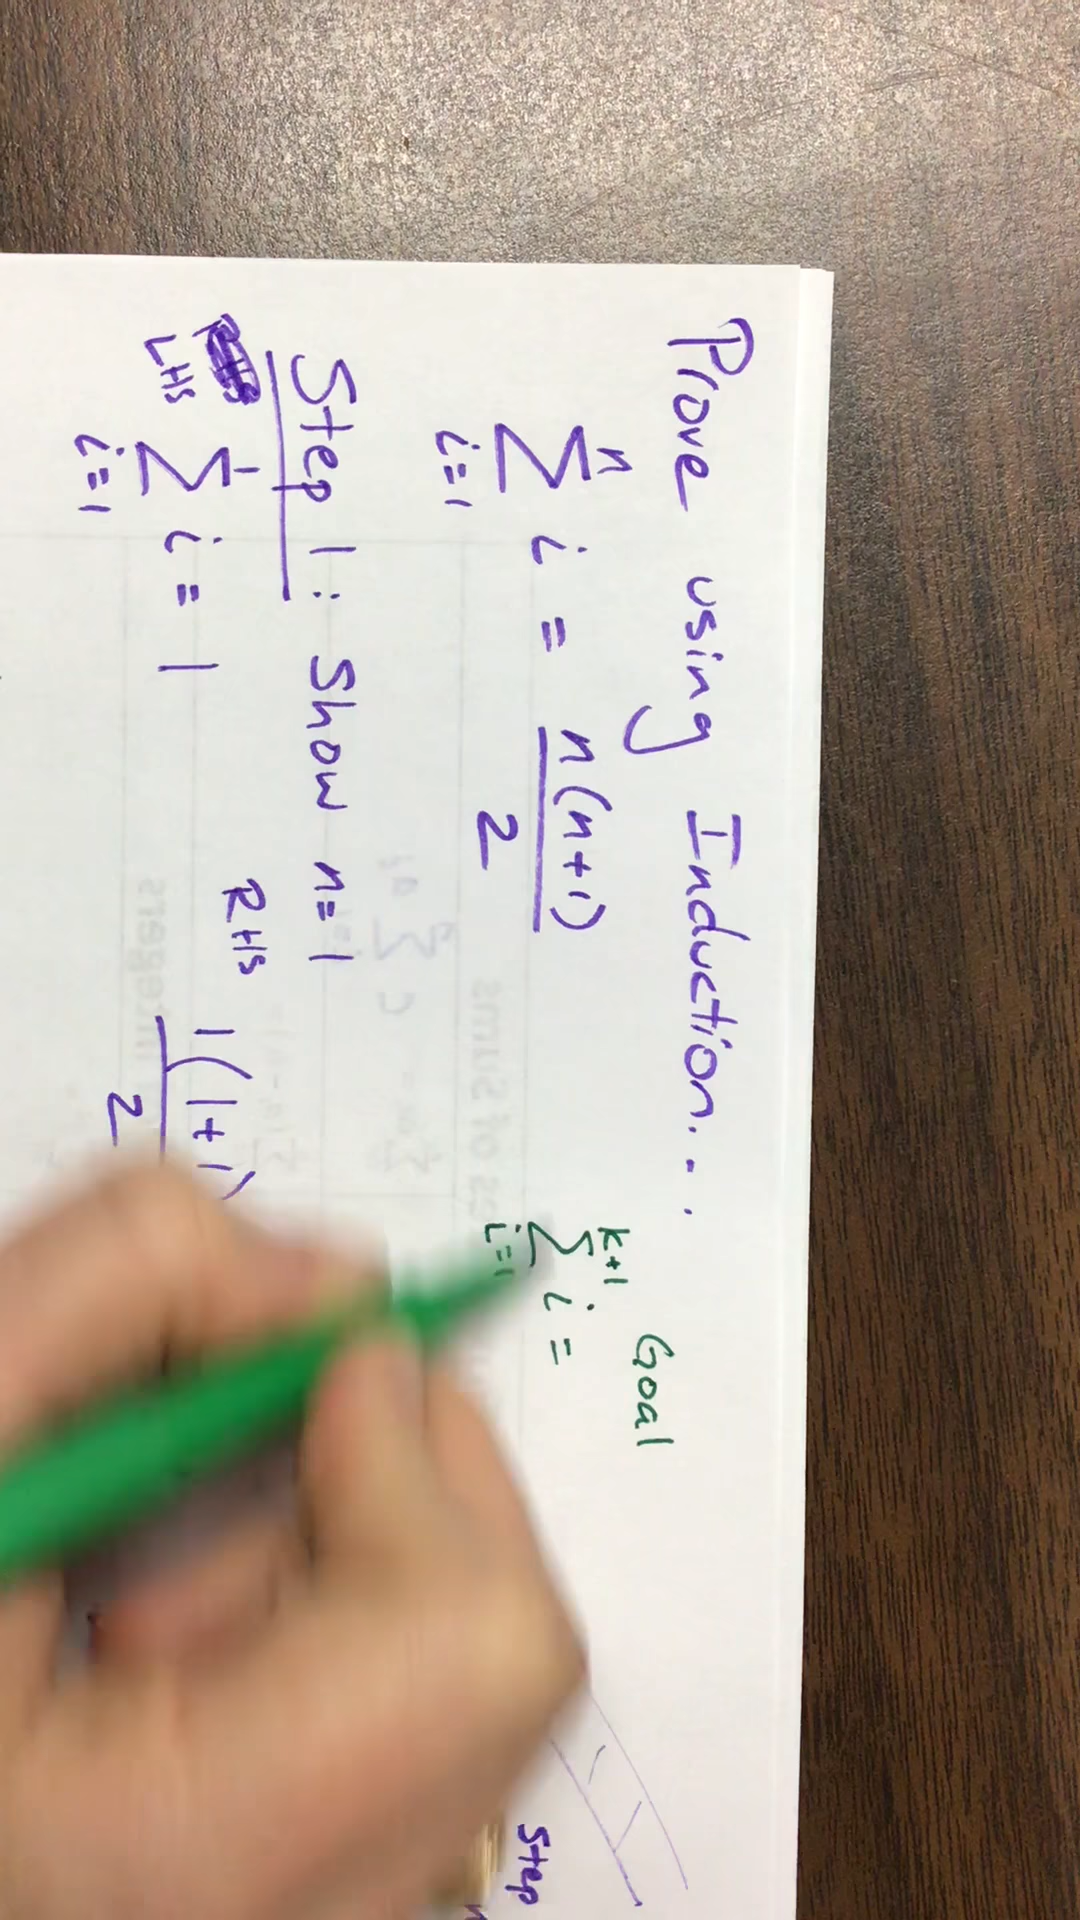 Prove using Induction...
Goal
n
∑ i = n(n+1)
i=1 2
k+1
∑ i =
i=1
Step 1: Show n=1
LHS
1
∑ i = 1
i=1
RHS
1(1+1)
2
Step